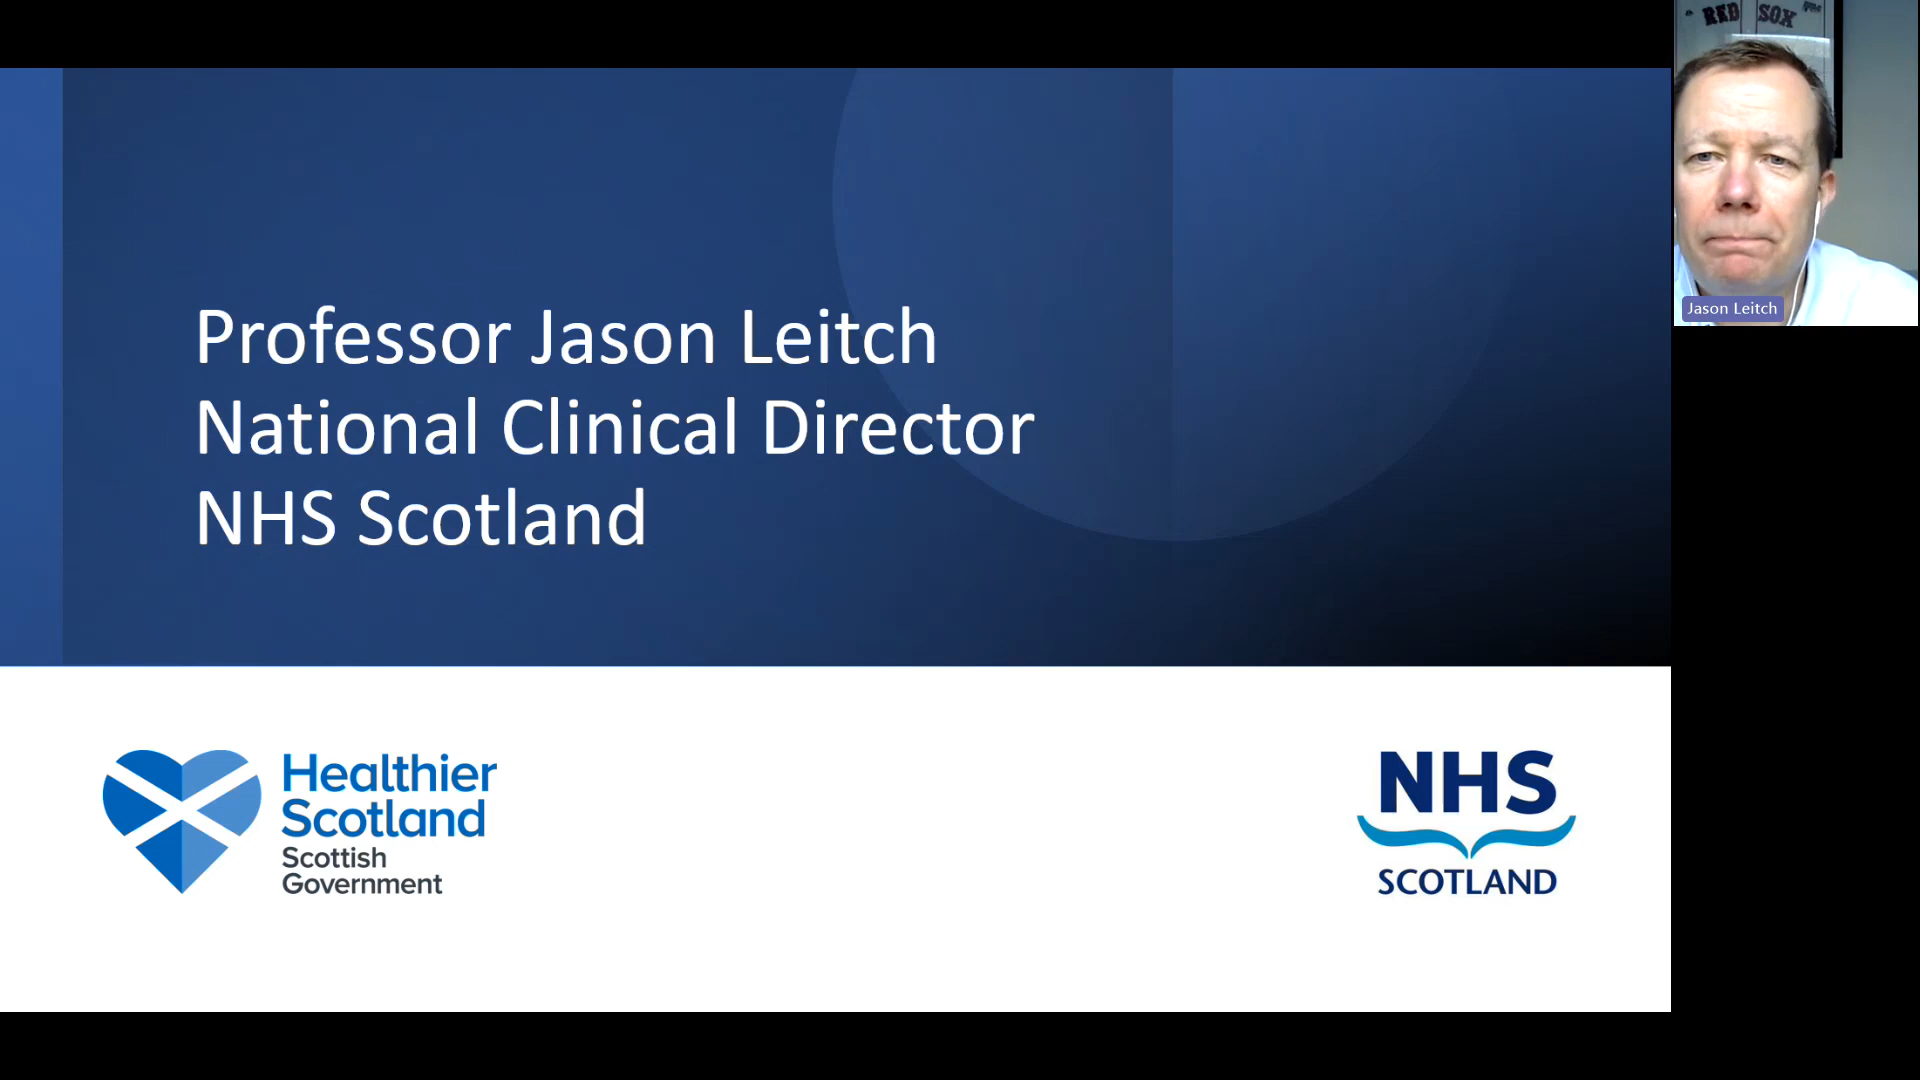 RED SOX
Professor Jason Leitch
National Clinical Director
NHS Scotland
Jason Leitch
Healthier
Scotland
Scottish
Government
NHS
SCOTLAND